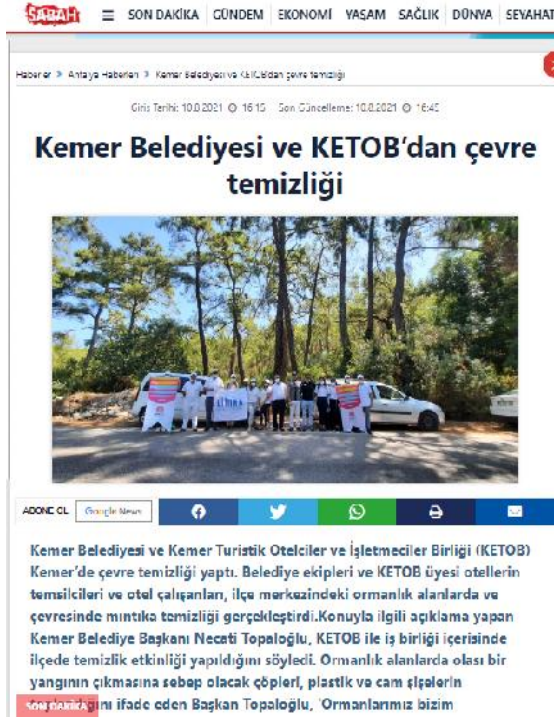 SABAH
SON DAKİKA GÜNDEM EKONOMİ YAŞAM SAĞLIK DÜNYA SEYAHAT
Haberler Antalya Haberleri Kemer Belediyesi ve KETOB'dan çevre temizliği
Giriş Tarihi: 10.8.2021 16:15 Son Güncelleme: 10.8.2021 16:45
Kemer Belediyesi ve KETOB’dan çevre
temizliği
ABONE OL Google News
Kemer Belediyesi ve Kemer Turistik Otelciler ve İşletmeciler Birliği (KETOB)
Kemer’de çevre temizliği yaptı. Belediye ekipleri ve KETOB üyesi otellerin
temsilcileri ve otel çalışanları, ilçe merkezindeki ormanlık alanlarda ve
çevresinde mıntıka temizliği gerçekleştirdi.Konuyla ilgili açıklama yapan
Kemer Belediye Başkanı Necati Topaloğlu, KETOB ile iş birliği içerisinde
ilçede temizlik etkinliği yapıldığını söyledi. Ormanlık alanlarda olası bir
yangının çıkmasına sebep olacak çöpleri, plastik ve cam şişelerin
ifade eden Başkan Topaloğlu, 'Ormanlarımız bizim
SON DAKİKA